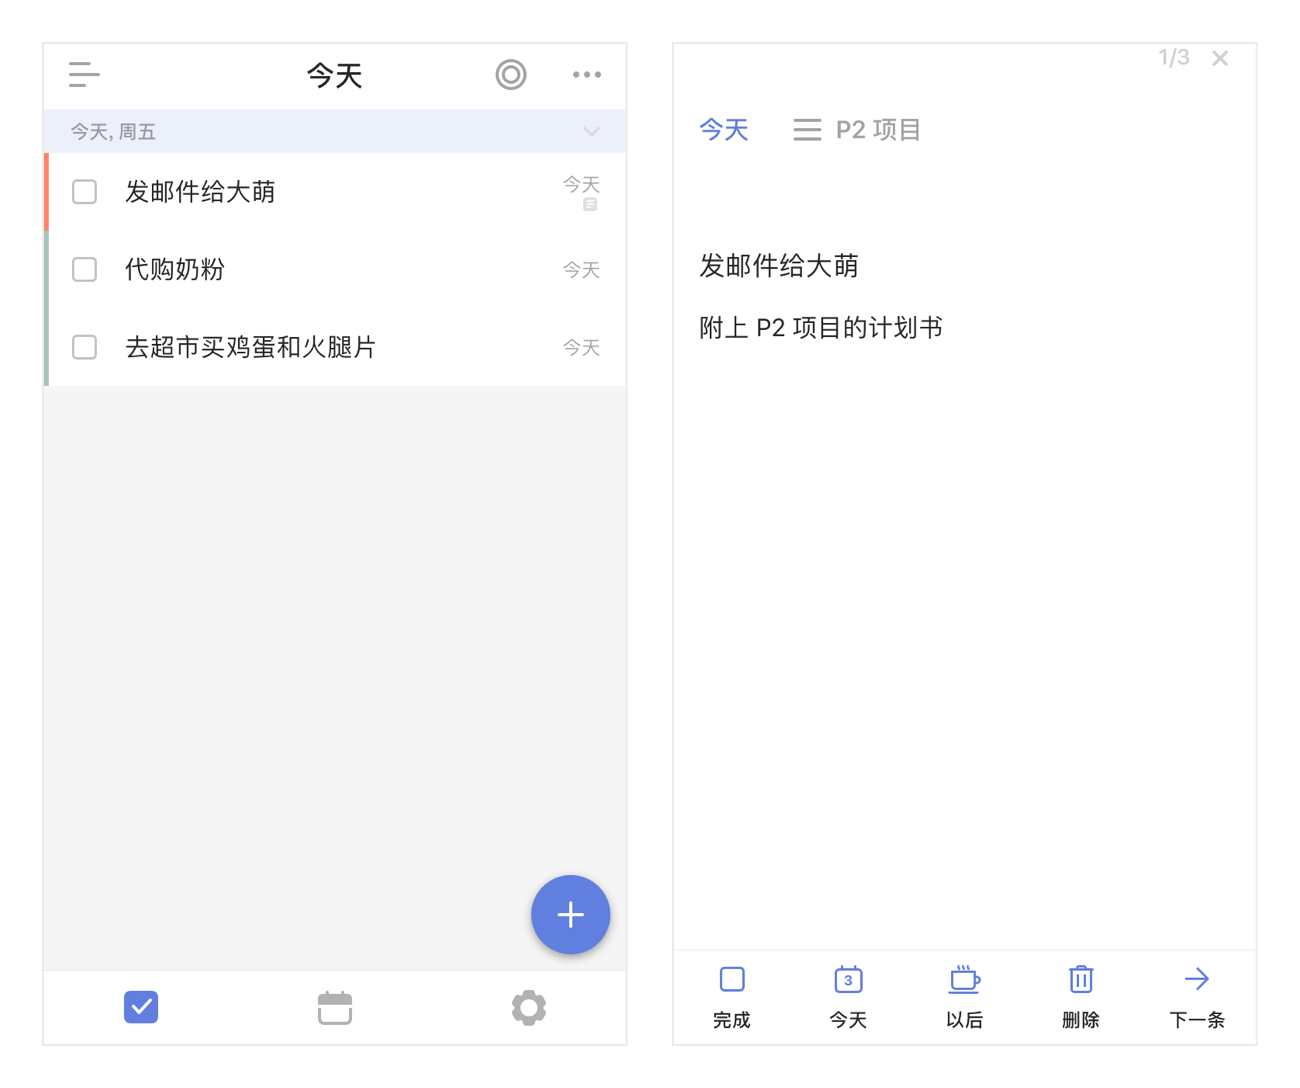 今天
今天, 周五
发邮件给大萌
今天
代购奶粉
今天
去超市买鸡蛋和火腿片
今天
1/3
今天
P2 项目
发邮件给大萌
附上 P2 项目的计划书
3
完成
今天
以后
删除
下一条